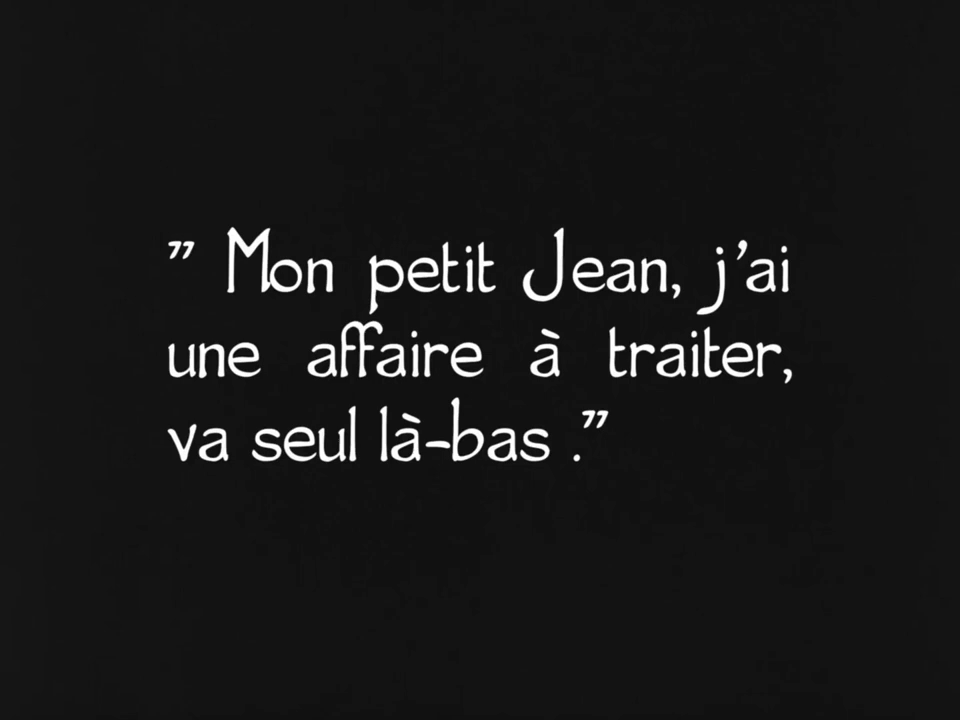 ” Mon petit Jean, j’ai
une affaire à traiter,
va seul là-bas .”